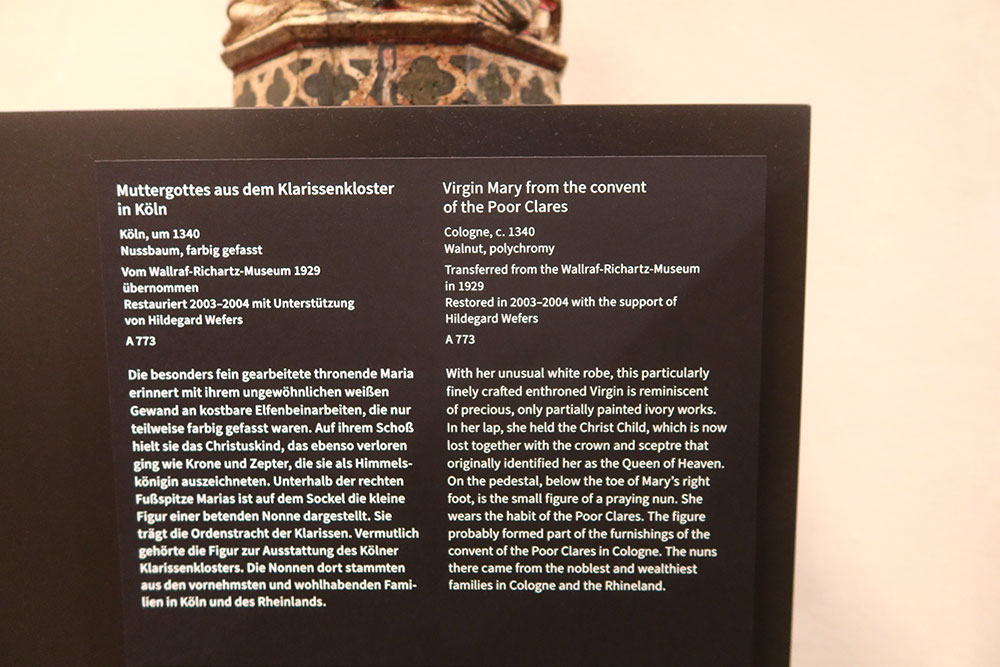 Muttergottes aus dem Klarissenkloster
in Köln
Köln, um 1340
Nussbaum, farbig gefasst
Vom Wallraf-Richartz-Museum 1929
übernommen
Restauriert 2003–2004 mit Unterstützung
von Hildegard Wefers
A 773
Die besonders fein gearbeitete thronende Maria
erinnert mit ihrem ungewöhnlichen weißen
Gewand an kostbare Elfenbeinarbeiten, die nur
teilweise farbig gefasst waren. Auf ihrem Schoß
hielt sie das Christuskind, das ebenso verloren
ging wie Krone und Zepter, die sie als Himmels-
königin auszeichneten. Unterhalb der rechten
Fußspitze Marias ist auf dem Sockel die kleine
Figur einer betenden Nonne dargestellt. Sie
trägt die Ordenstracht der Klarissen. Vermutlich
gehörte die Figur zur Ausstattung des Kölner
Klarissenklosters. Die Nonnen dort stammten
aus den vornehmsten und wohlhabenden Fami-
lien in Köln und des Rheinlands.
Virgin Mary from the convent
of the Poor Clares
Cologne, c. 1340
Walnut, polychromy
Transferred from the Wallraf-Richartz-Museum
in 1929
Restored in 2003–2004 with the support of
Hildegard Wefers
A 773
With her unusual white robe, this particularly
finely crafted enthroned Virgin is reminiscent
of precious, only partially painted ivory works.
In her lap, she held the Christ Child, which is now
lost together with the crown and sceptre that
originally identified her as the Queen of Heaven.
On the pedestal, below the toe of Mary's right
foot, is the small figure of a praying nun. She
wears the habit of the Poor Clares. The figure
probably formed part of the furnishings of the
convent of the Poor Clares in Cologne. The nuns
there came from the noblest and wealthiest
families in Cologne and the Rhineland.